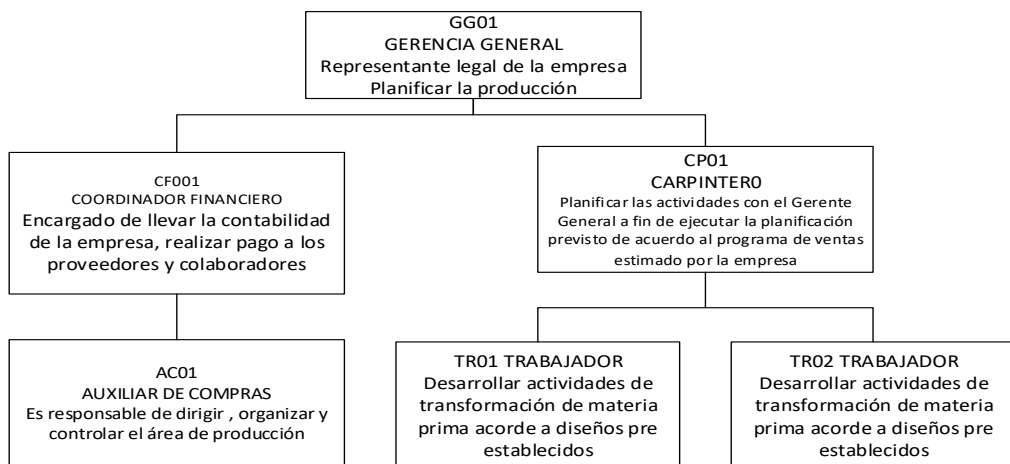 GG01
GERENCIA GENERAL
Representante legal de la empresa
Planificar la producción
CF001
COORDINADOR FINANCIERO
Encargado de llevar la contabilidad
de la empresa, realizar pago a los
proveedores y colaboradores
CP01
CARPINTER0
Planificar las actividades con el Gerente
General a fin de ejecutar la planificación
previsto de acuerdo al programa de ventas
estimado por la empresa
AC01
AUXILIAR DE COMPRAS
Es responsable de dirigir , organizar y
controlar el área de producción
TR01 TRABAJADOR
Desarrollar actividades de
transformación de materia
prima acorde a diseños pre
establecidos
TR02 TRABAJADOR
Desarrollar actividades de
transformación de materia
prima acorde a diseños pre
establecidos